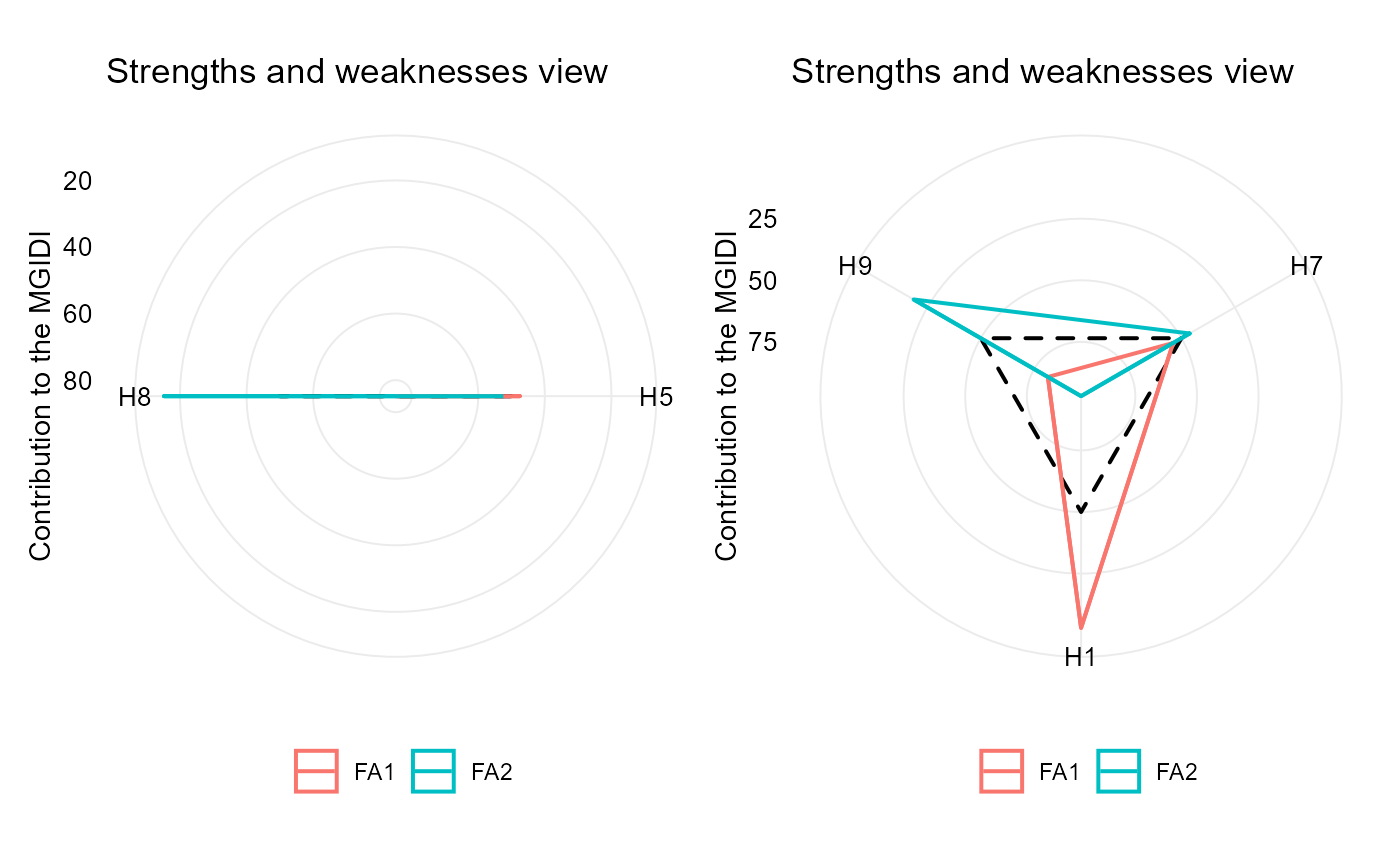 Strengths and weaknesses view
Contribution to the MGIDI
20
40
60
80
H8
H5
FA1
FA2
Strengths and weaknesses view
Contribution to the MGIDI
25
50
75
H9
H7
H1
FA1
FA2